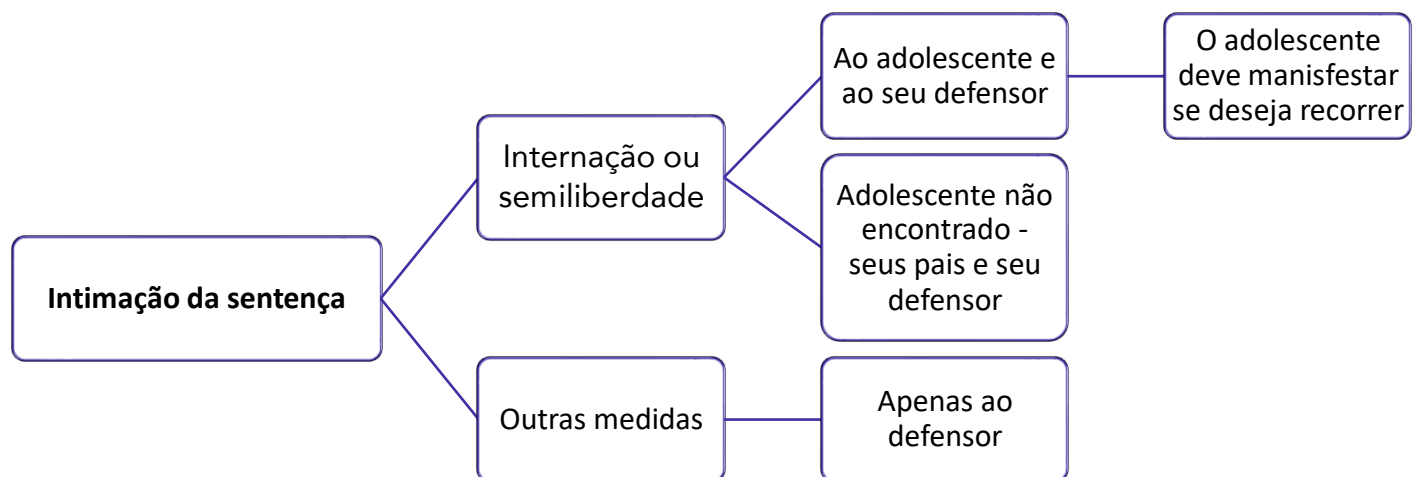 Intimação da sentença
Internação ou
semiliberdade
Ao adolescente e
ao seu defensor
O adolescente
deve manisfestar
se deseja recorrer
Adolescente não
encontrado -
seus pais e seu
defensor
Outras medidas
Apenas ao
defensor